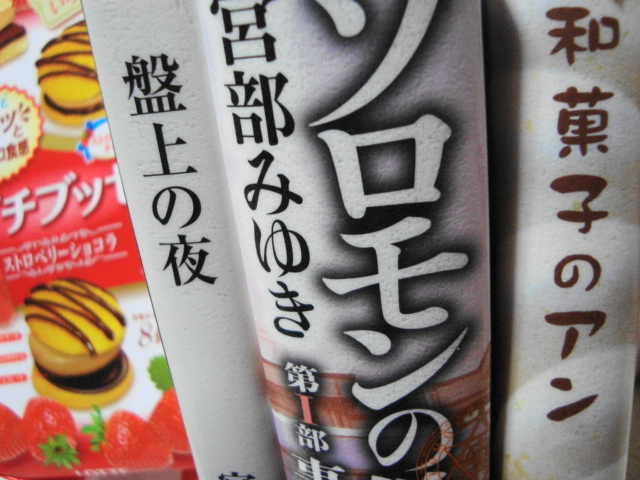 チブッセ
ストロベリーショコラ
盤上の夜
宮部みゆき
ソロモンの
第Ⅰ部
和菓子のアン